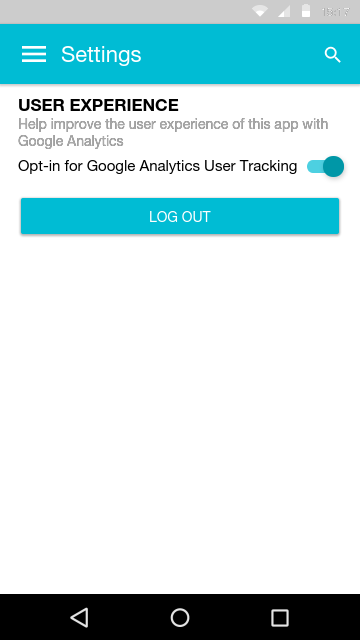 Settings
USER EXPERIENCE
Help improve the user experience of this app with
Google Analytics
Opt-in for Google Analytics User Tracking
LOG OUT